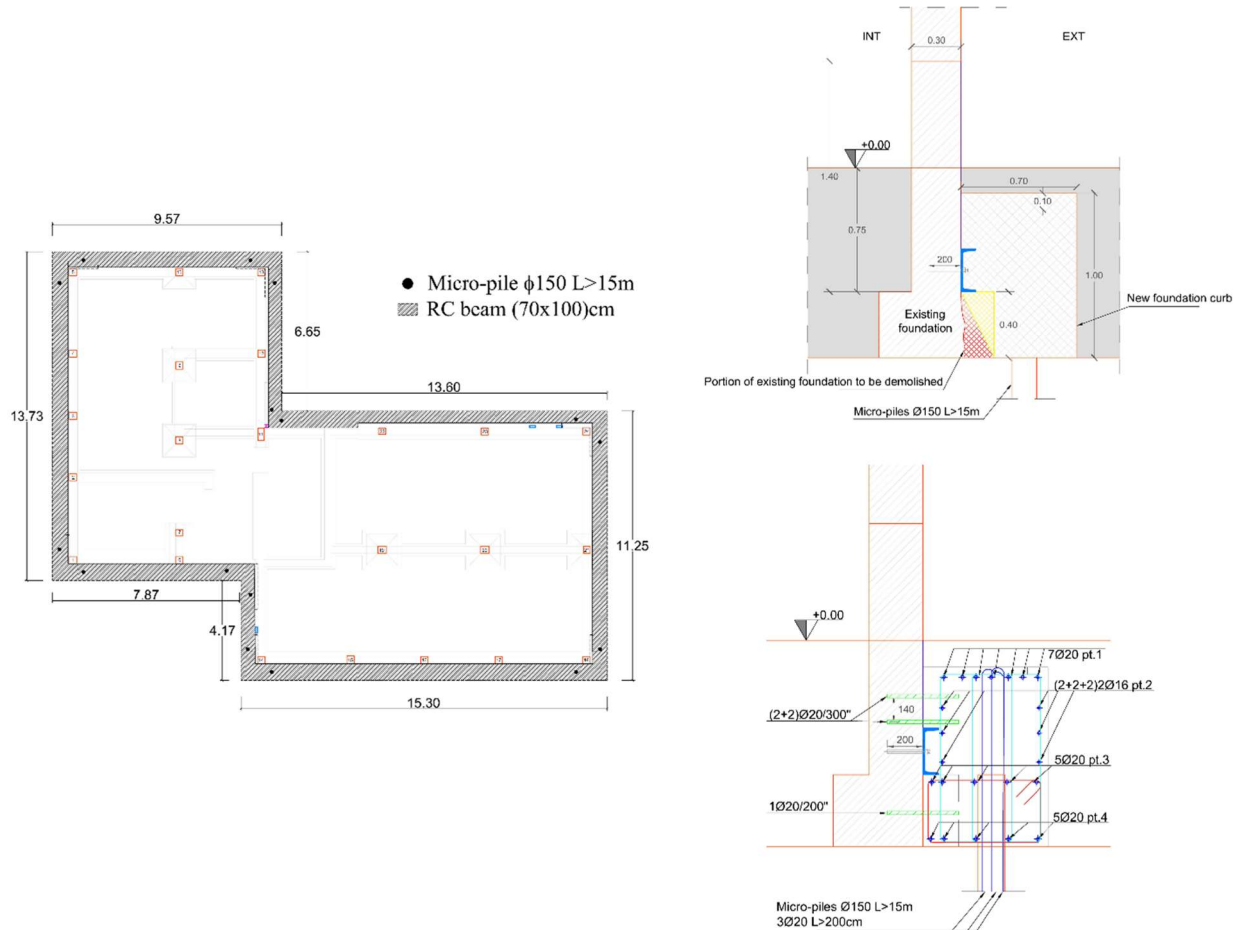 9.57
Micro-pile ϕ150 L>15m
RC beam (70x100)cm
6.65
13.60
13.73
11.25
7.87
4.17
15.30
INT
0.30
EXT
+0.00
1.40
0.70
0.10
0.75
200
1.00
New foundation curb
Existing
foundation
0.40
Portion of existing foundation to be demolished
Micro-piles Ø150 L>15m
+0.00
7Ø20 pt.1
(2+2+2)2Ø16 pt.2
(2+2)Ø20/300"
140
200
5Ø20 pt.3
1Ø20/200"
5Ø20 pt.4
Micro-piles Ø150 L>15m
3Ø20 L>200cm